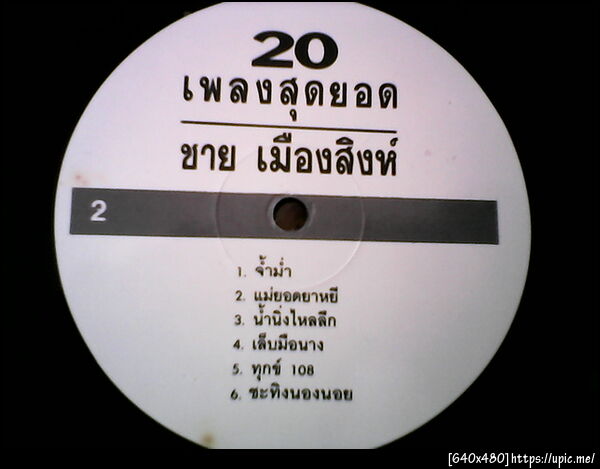 20
เพลงสุดยอด
ชาย เมืองสิงห์
2
1. จ้ำม่ำ
2. แม่ยอดยาหยี
3. น้ำนิ่งไหลลึก
4. เล็บมือนาง
5. ทุกข์ 108
6. ชะทิงนองนอย
[640x480]https://upic.me/